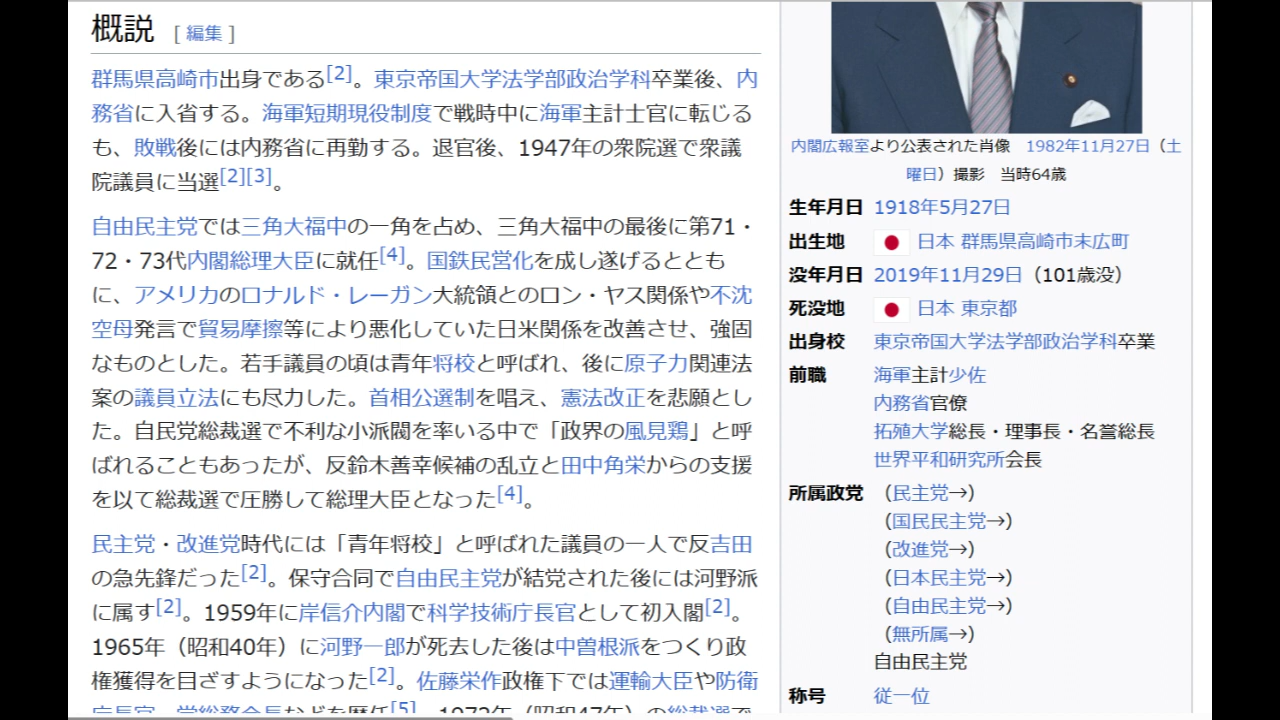 概説 [ 編集 ]
群馬県高崎市出身である[2]。東京帝国大学法学部政治学科卒業後、内
務省に入省する。海軍短期現役制度で戦時中に海軍主計士官に転じる
も、敗戦後には内務省に再勤する。退官後、1947年の衆院選で衆議
院議員に当選[2][3]。
自由民主党では三角大福中の一角を占め、三角大福中の最後に第71・
72・73代内閣総理大臣に就任[4]。国鉄民営化を成し遂げるととも
に、アメリカのロナルド・レーガン大統領とのロン・ヤス関係や不沈
空母発言で貿易摩擦等により悪化していた日米関係を改善させ、強固
なものとした。若手議員の頃は青年将校と呼ばれ、後に原子力関連法
案の議員立法にも尽力した。首相公選制を唱え、憲法改正を悲願とし
た。自民党総裁選で不利な小派閥を率いる中で「政界の風見鶏」と呼
ばれることもあったが、反鈴木善幸候補の乱立と田中角栄からの支援
を以て総裁選で圧勝して総理大臣となった[4]。
民主党・改進党時代には「青年将校」と呼ばれた議員の一人で反吉田
の急先鋒だった[2]。保守合同で自由民主党が結党された後には河野派
に属す[2]。1959年に岸信介内閣で科学技術庁長官として初入閣[2]。
1965年（昭和40年）に河野一郎が死去した後は中曽根派をつくり政
権獲得を目ざすようになった[2]。佐藤栄作政権下では運輸大臣や防衛
庁長官、党総務会長などを歴任[5]。1972年（昭和47年）の総裁選で
内閣広報室より公表された肖像　1982年11月27日（土
曜日）撮影　当時64歳
生年月日 1918年5月27日
出生地 日本 群馬県高崎市末広町
没年月日 2019年11月29日（101歳没）
死没地 日本 東京都
出身校 東京帝国大学法学部政治学科卒業
前職 海軍主計少佐
内務省官僚
拓殖大学総長・理事長・名誉総長
世界平和研究所会長
所属政党 （民主党→）
（国民民主党→）
（改進党→）
（日本民主党→）
（自由民主党→）
（無所属→）
自由民主党
称号 従一位